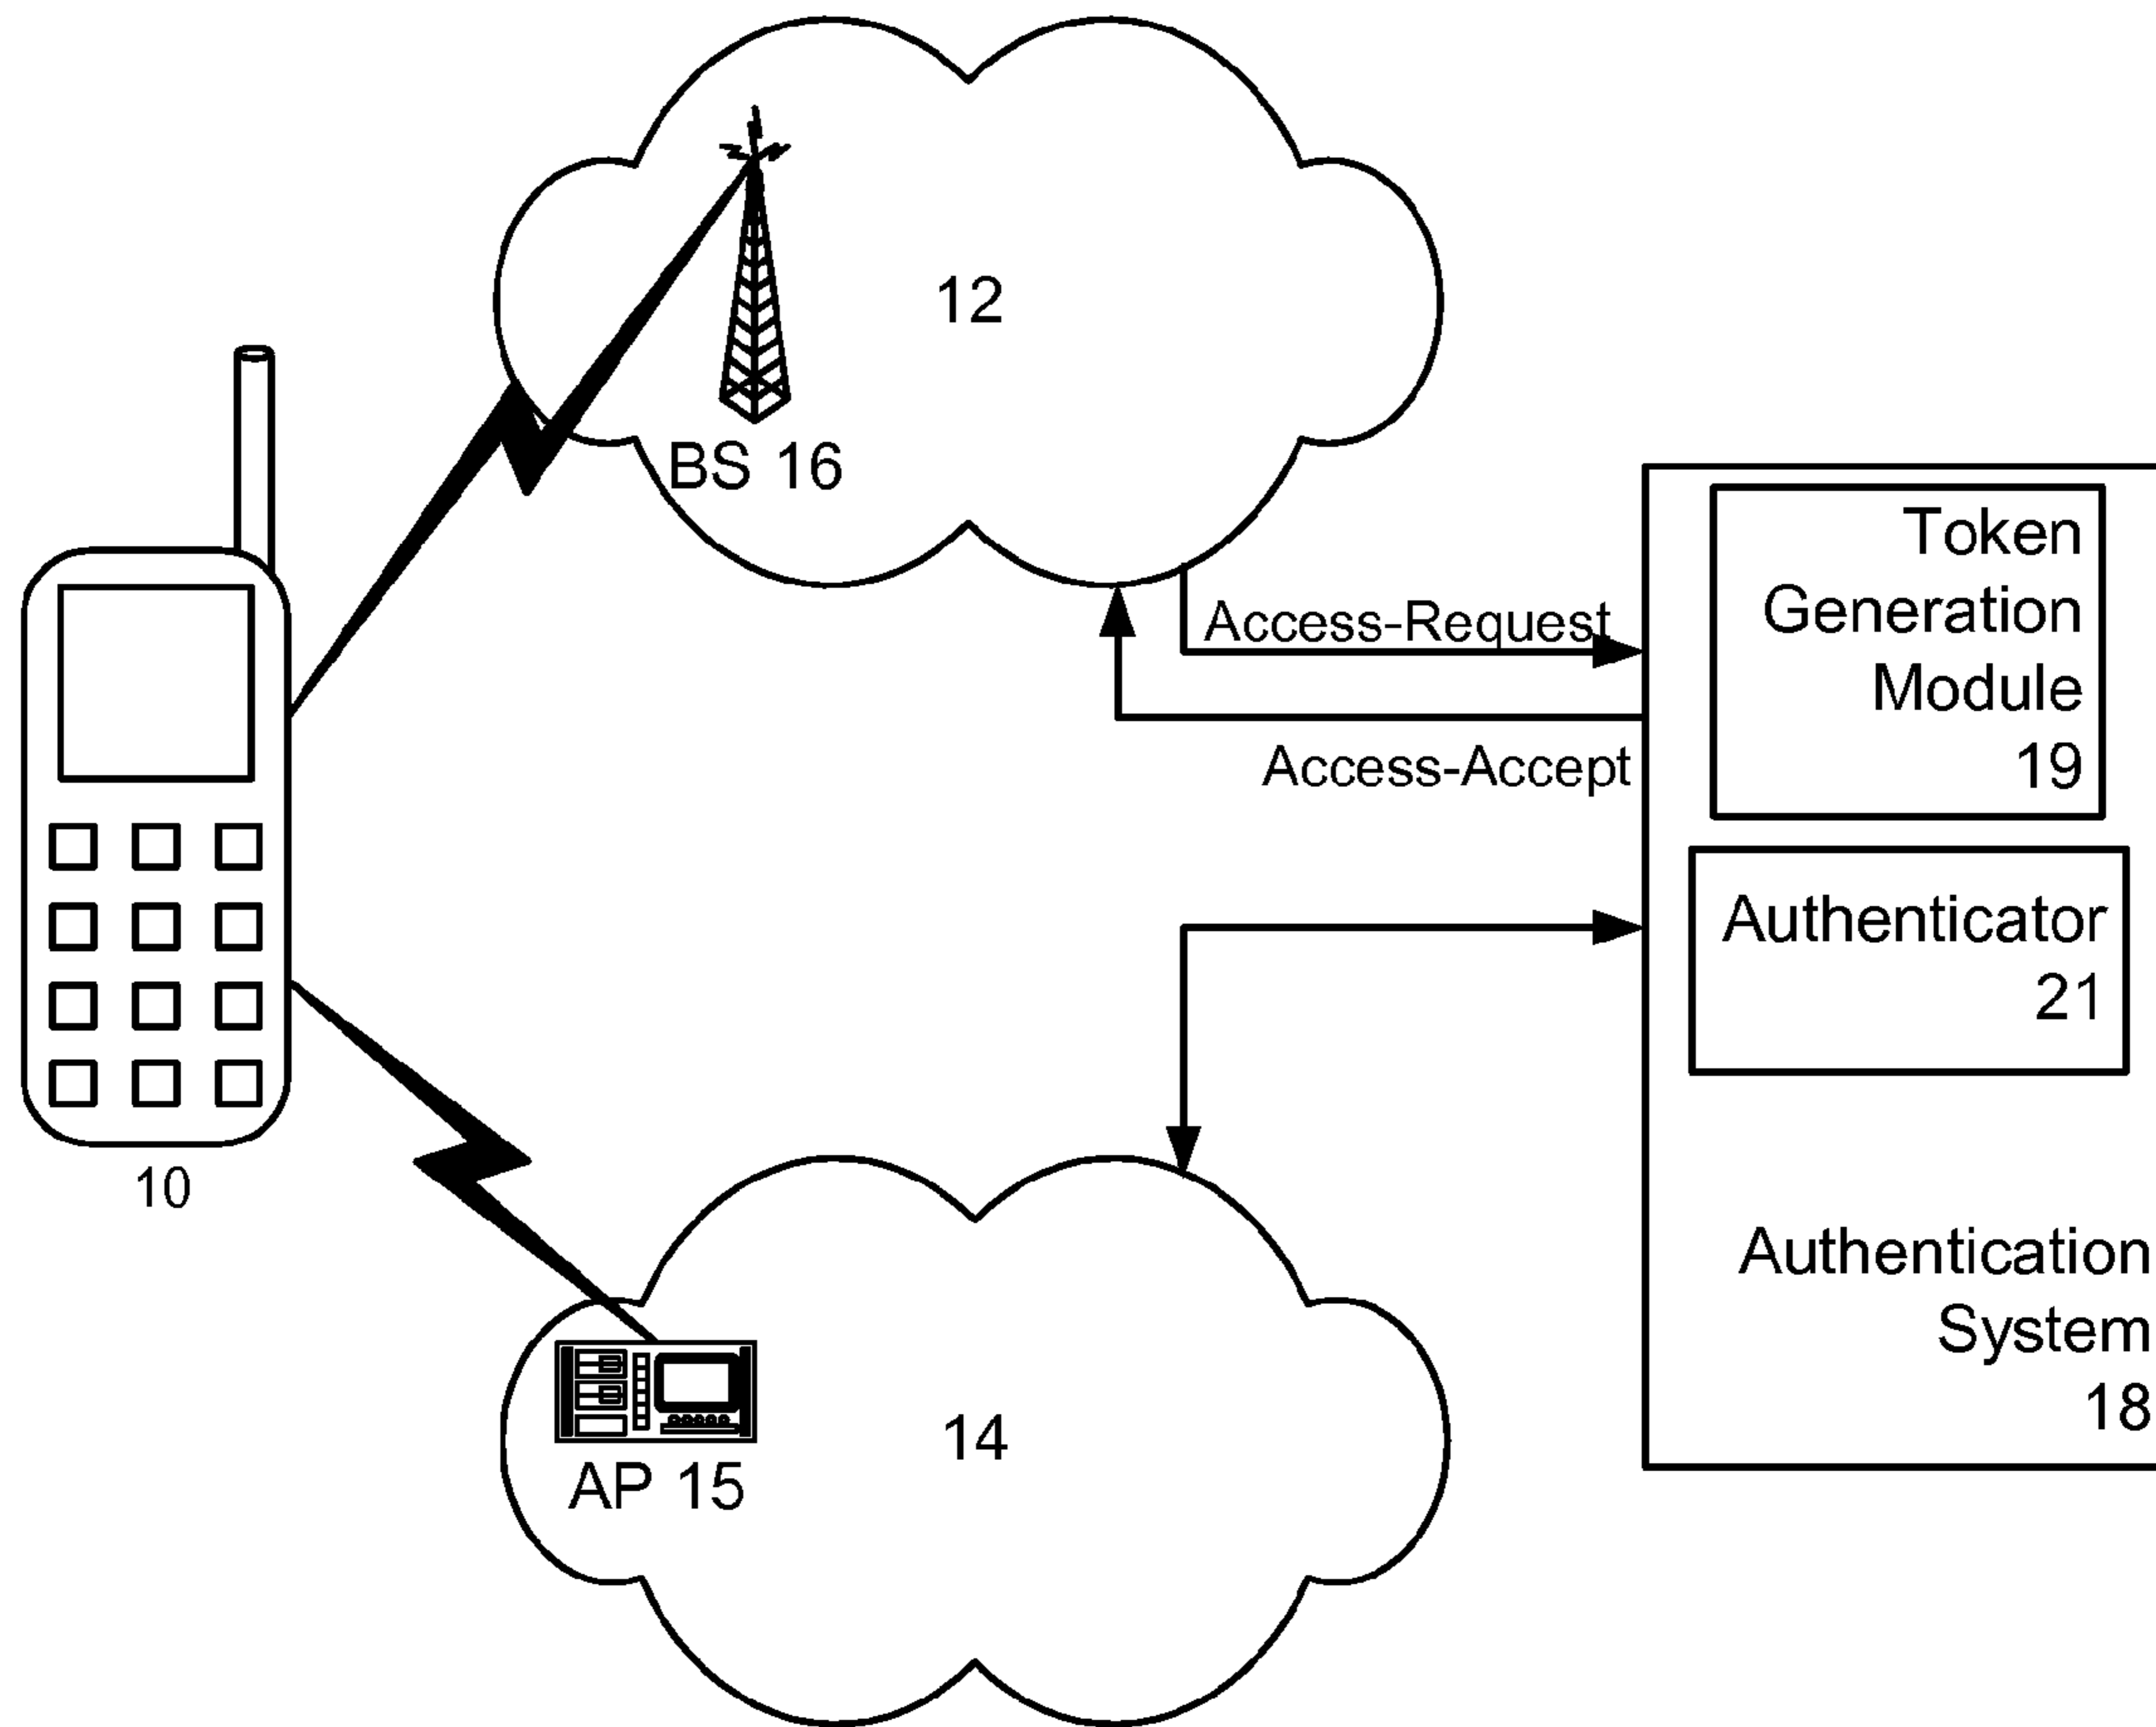 12
BS 16
Access-Request
Access-Accept
Token
Generation
Module
19
Authenticator
21
10
Authentication
System
18
14
AP 15